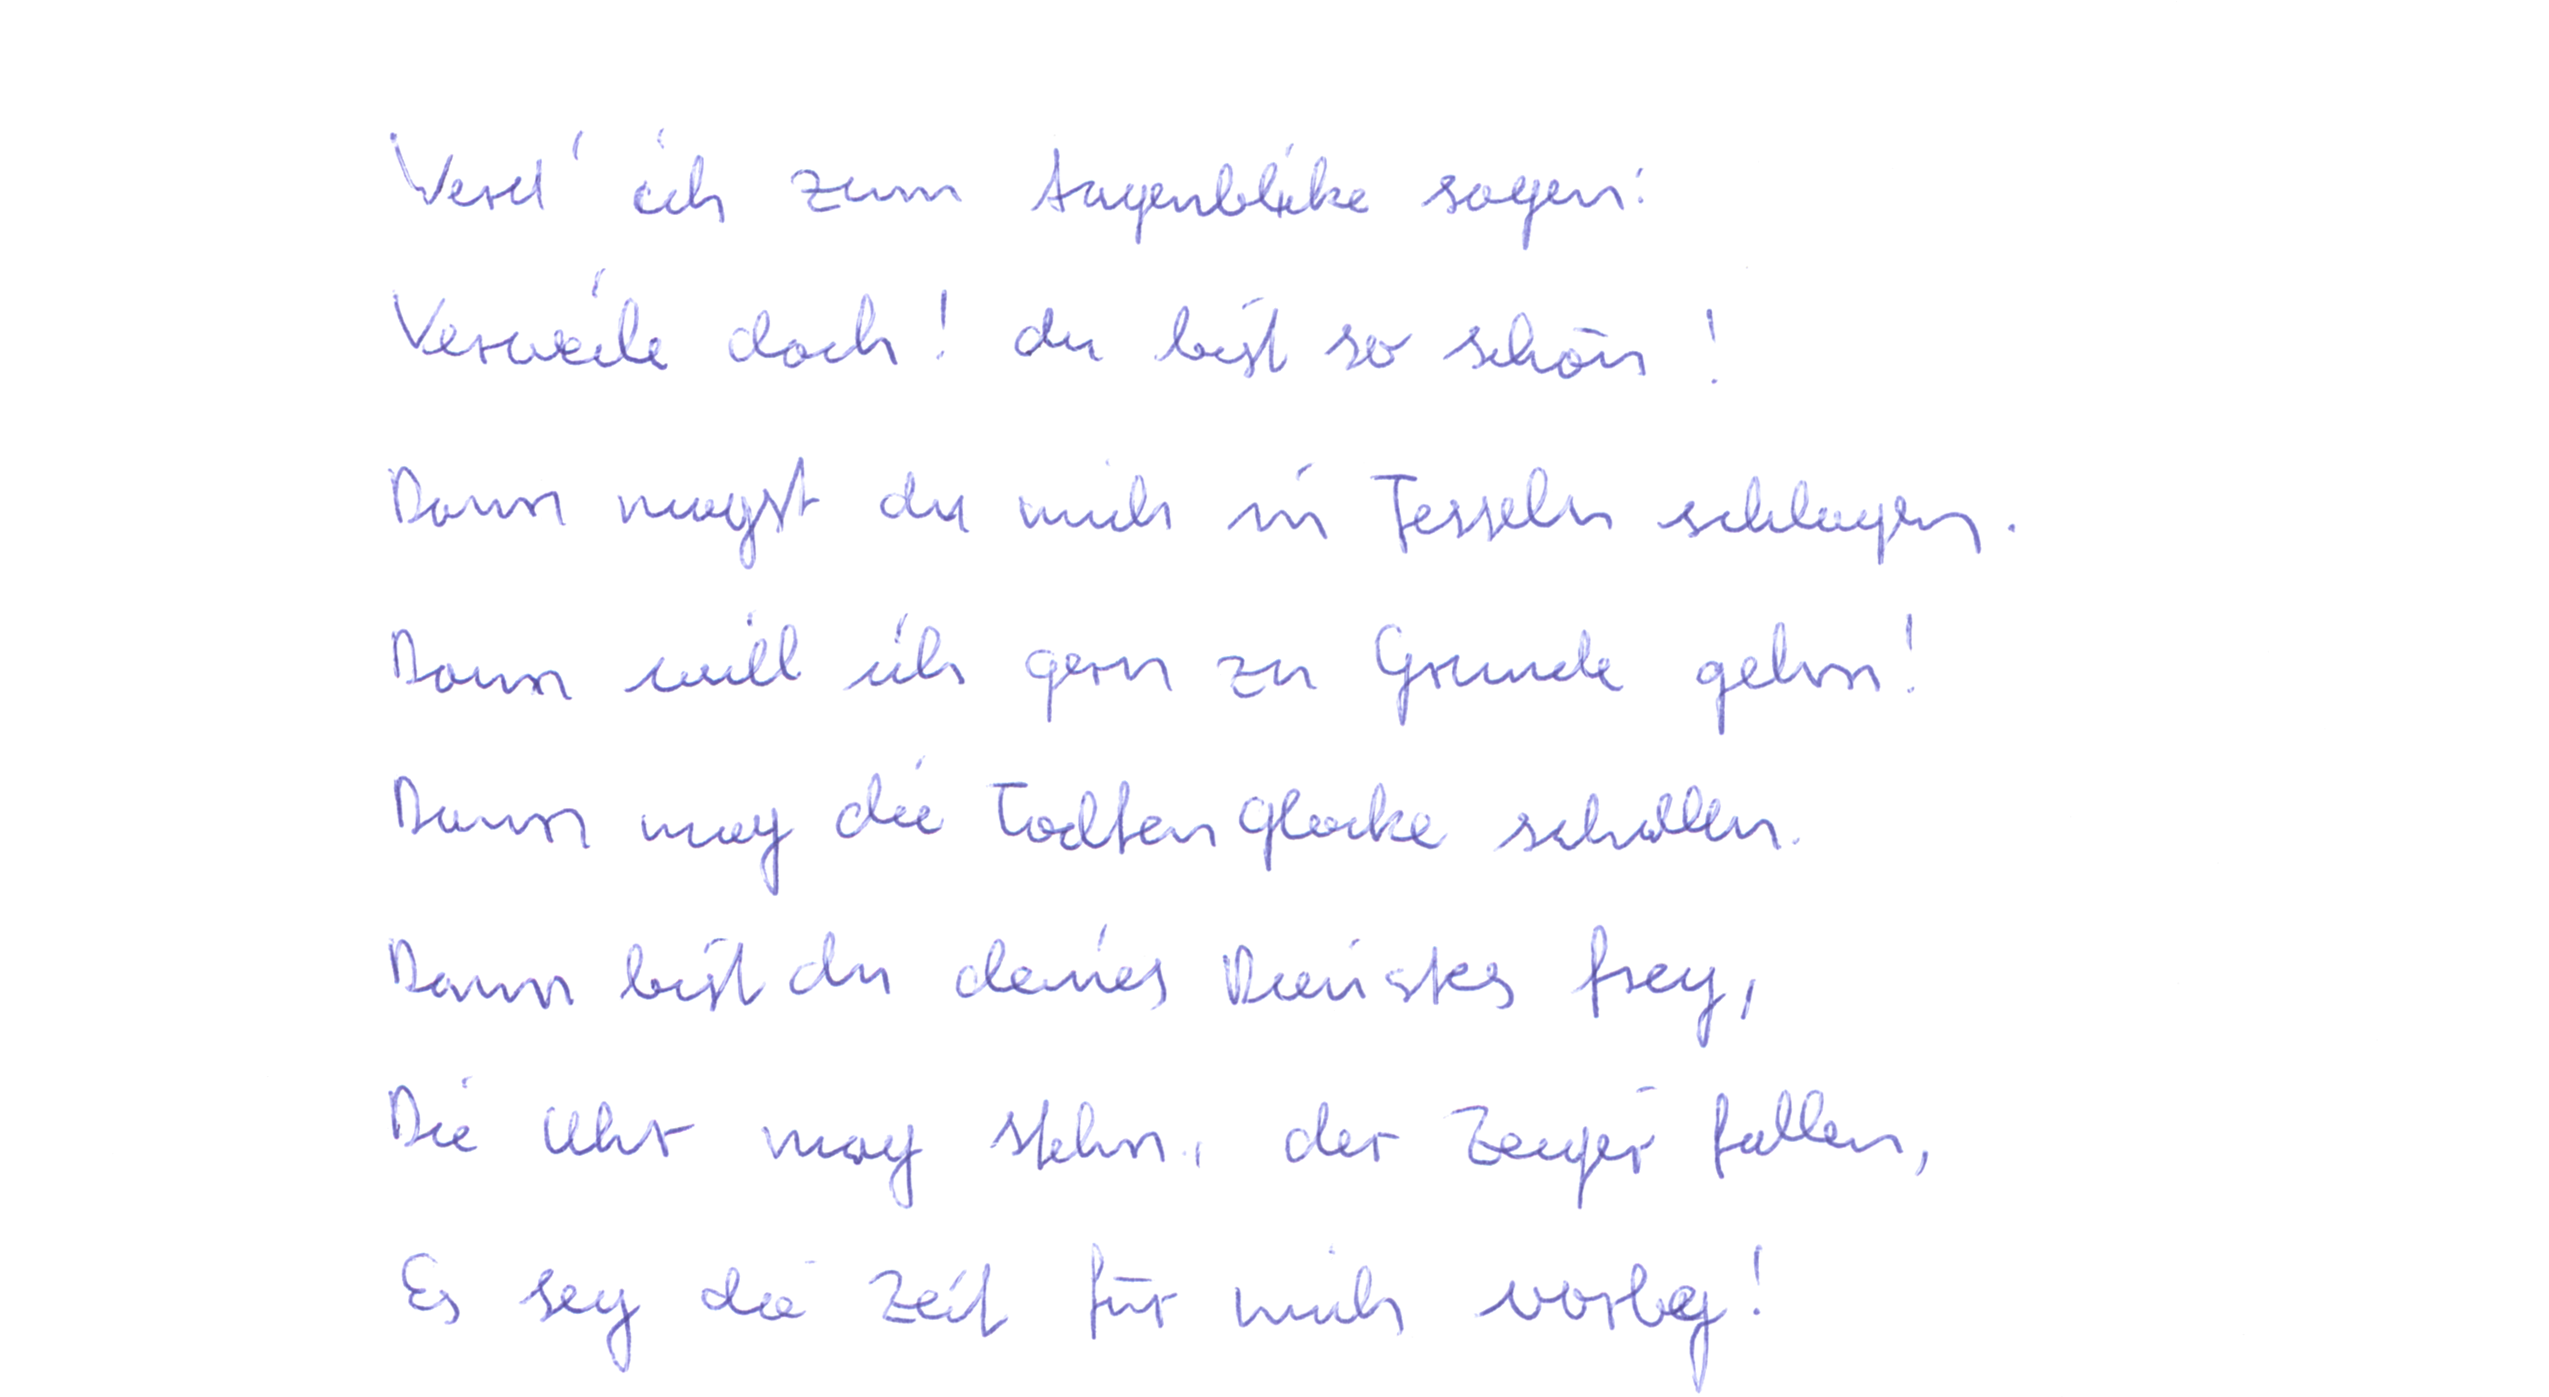 Werd' ich zum Augenblicke sagen:
Verweile doch! du bist so schön!
Dann magst du mich in Fesseln schlagen.
Dann will ich gern zu Grunde gehn!
Dann mag die Todtenglocke schallen.
Dann bist du deines Dienstes frey,
Die Uhr mag stehn, der Zeiger fallen,
Es sey die Zeit für mich vorbey!